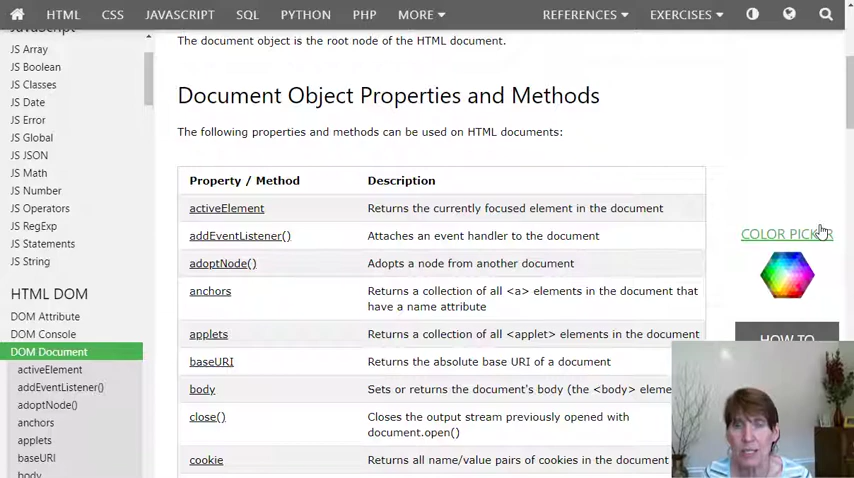 HTML CSS JAVASCRIPT SQL PYTHON PHP MORE REFERENCES EXERCISES
JavaScript
JS Array
JS Boolean
JS Classes
JS Date
JS Error
JS Global
JS JSON
JS Math
JS Number
JS Operators
JS RegExp
JS Statements
JS String
HTML DOM
DOM Attribute
DOM Console
DOM Document
activeElement
addEventListener()
adoptNode()
anchors
applets
baseURI
body
The document object is the root node of the HTML document.
Document Object Properties and Methods
The following properties and methods can be used on HTML documents:
Property / Method Description
activeElement Returns the currently focused element in the document
addEventListener() Attaches an event handler to the document
adoptNode() Adopts a node from another document
anchors Returns a collection of all <a> elements in the document that
have a name attribute
applets Returns a collection of all <applet> elements in the document
baseURI Returns the absolute base URI of a document
body Sets or returns the document's body (the <body>
close() Closes the output stream previously opened with
document.open()
cookie Returns all name/value pairs of cookies in the document
COLOR PICKER
HOW TO